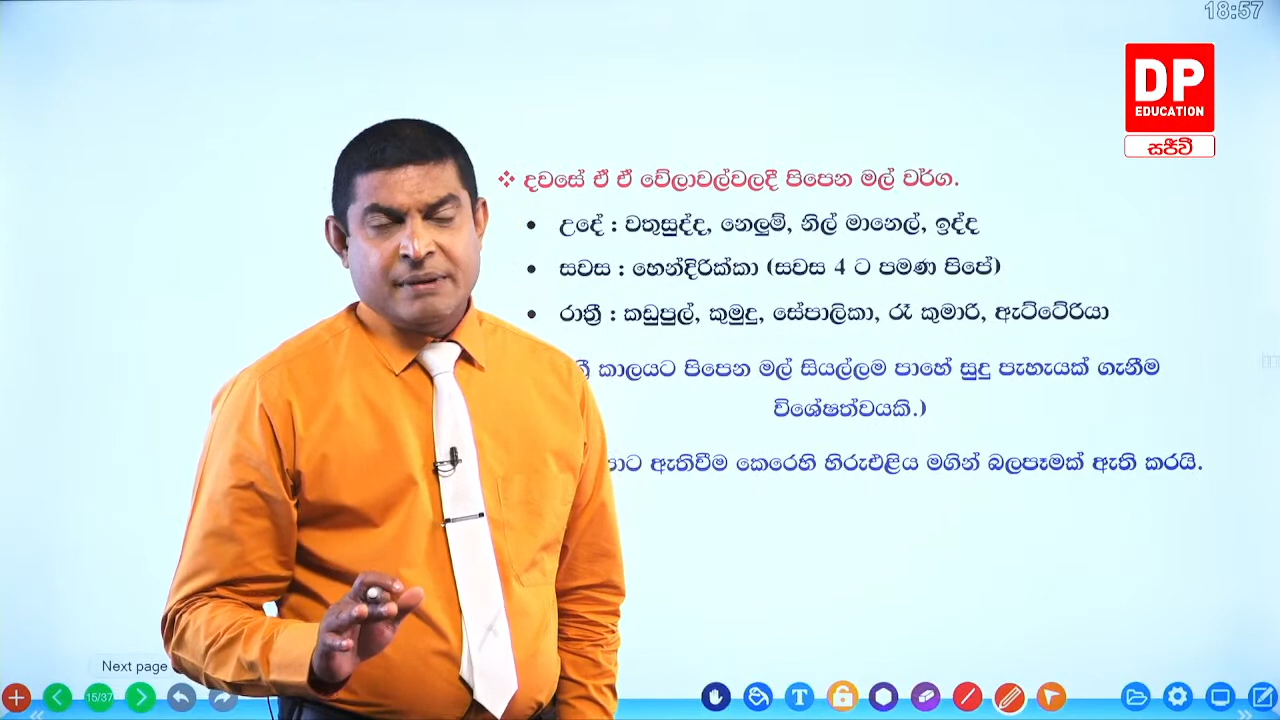 18:57
DP
EDUCATION
සජීවී
❖ දවසේ ඒ ඒ වේලාවල්වලදී පිපෙන මල් වර්ග.
• උදේ : වතුසුද්ද, නෙලුම්, නිල් මානෙල්, ඉද්ද
• සවස : හෙන්දිරික්කා (සවස 4 ට පමණ පිපේ)
• රාත්‍රී : කඩුපුල්, කුමුදු, සේපාලිකා, රෑ කුමාරි, ඇට්ටේරියා
කාලයට පිපෙන මල් සියල්ලම පාහේ සුදු පැහැයක් ගැනීම
විශේෂත්වයකි.)
ඇතිවීම කෙරෙහි හිරුඑළිය මගින් බලපෑමක් ඇති කරයි.
Next page
15/37